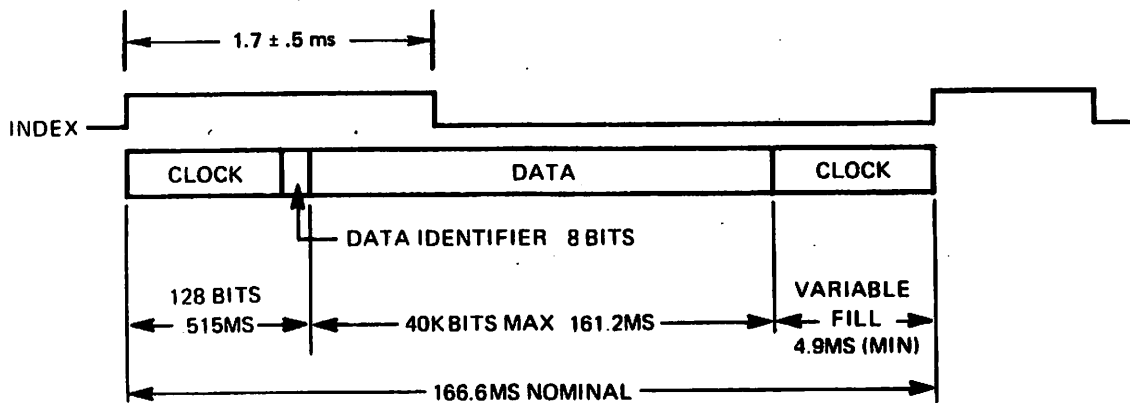 1.7 ± .5 ms
INDEX
CLOCK
DATA
CLOCK
DATA IDENTIFIER 8 BITS
128 BITS
515MS
40K BITS MAX 161.2MS
VARIABLE
FILL
4.9MS (MIN)
166.6MS NOMINAL